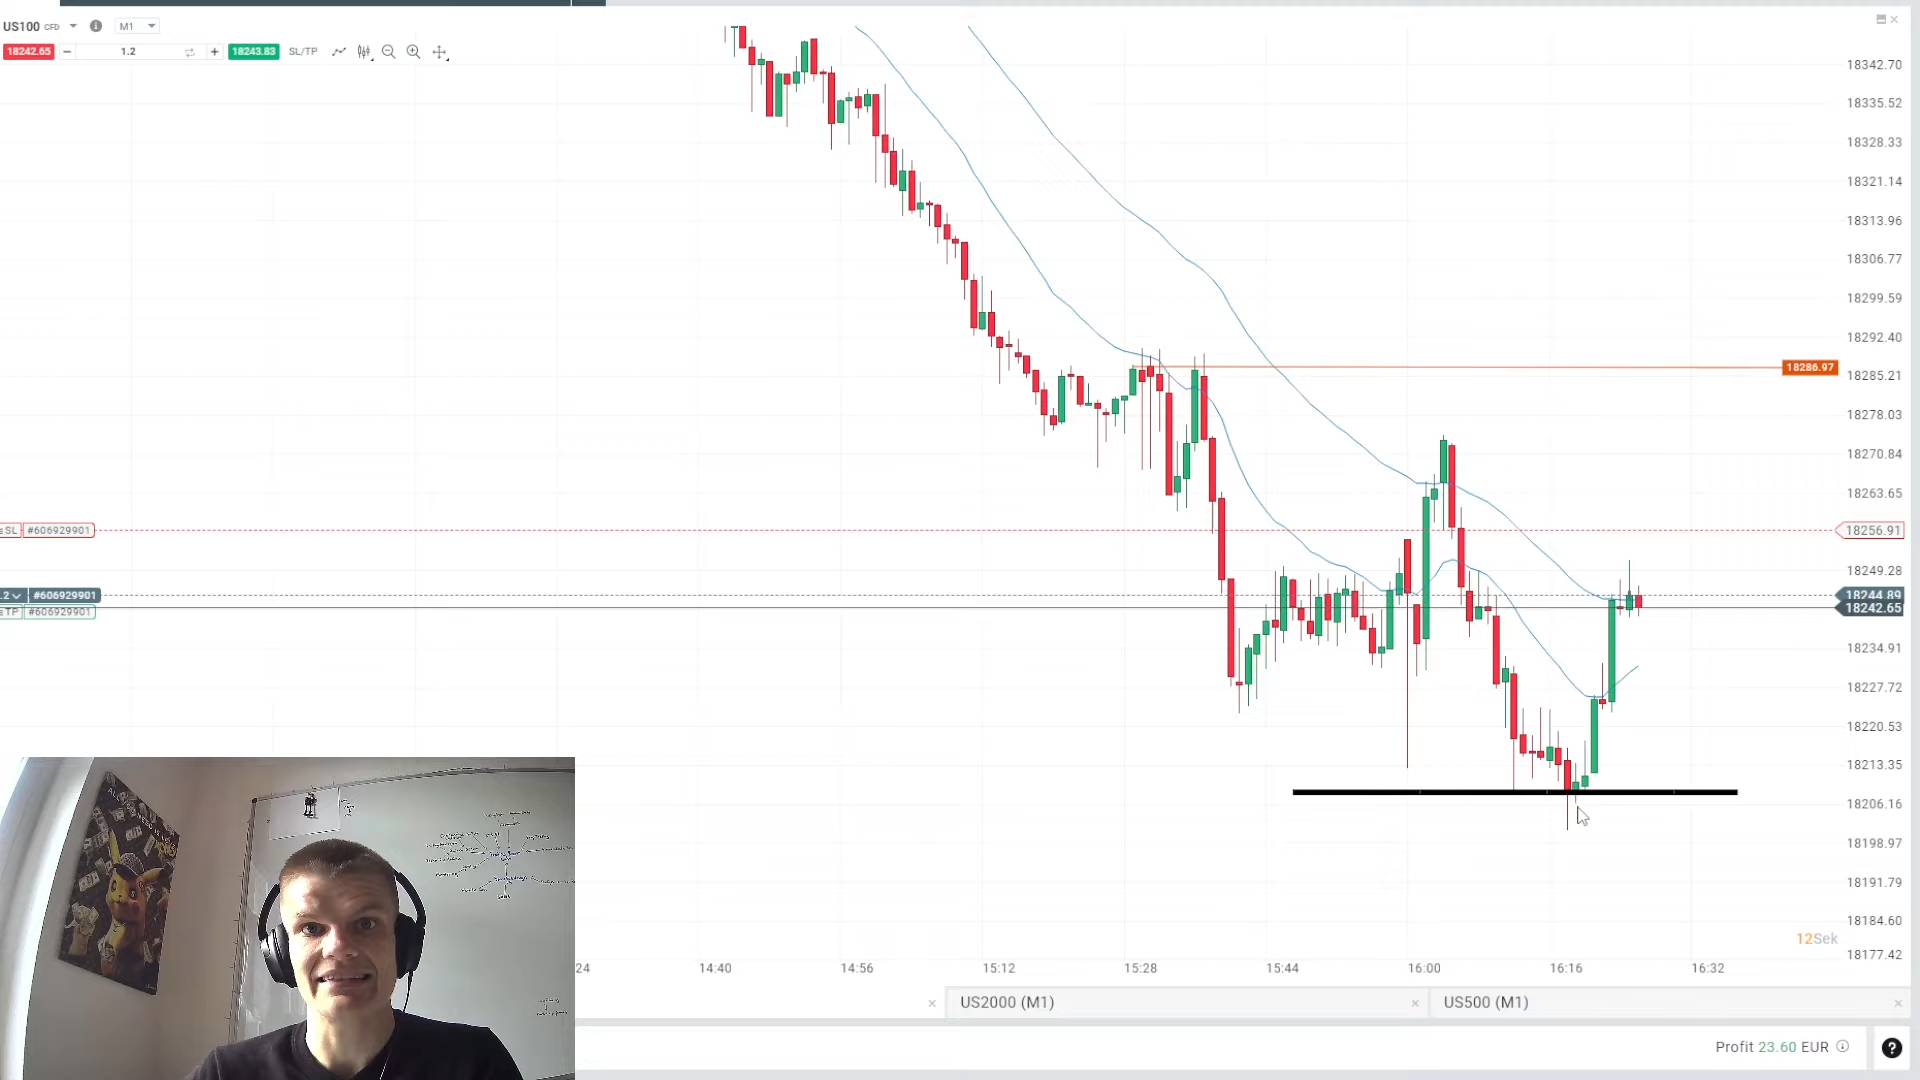 US100 CFD M1
18242.65 1.2 18243.83 SL/TP
18342.70
18335.52
18328.33
18321.14
18313.96
18306.77
18299.59
18292.40
18286.97
18285.21
18278.03
18270.84
18263.65
SL #606929901 18256.91
18249.28
.2 #606929901 18244.89
TP #606929901 18242.65
18234.91
18227.72
18220.53
18213.35
18206.16
18198.97
18191.79
18184.60
12Sek
18177.42
24 14:40 14:56 15:12 15:28 15:44 16:00 16:16 16:32
US2000 (M1) US500 (M1)
Profit 23.60 EUR